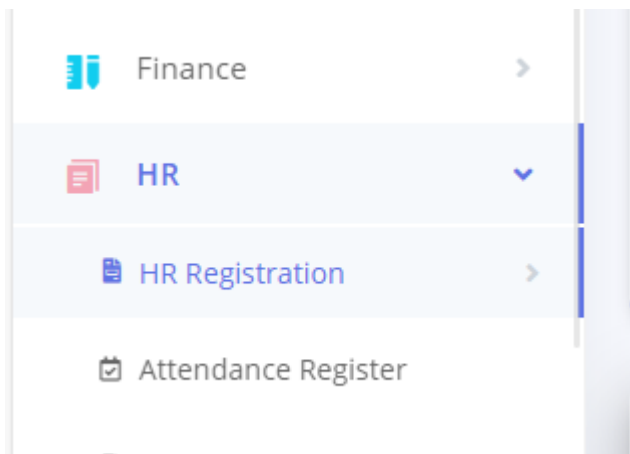 Finance
HR
HR Registration
Attendance Register